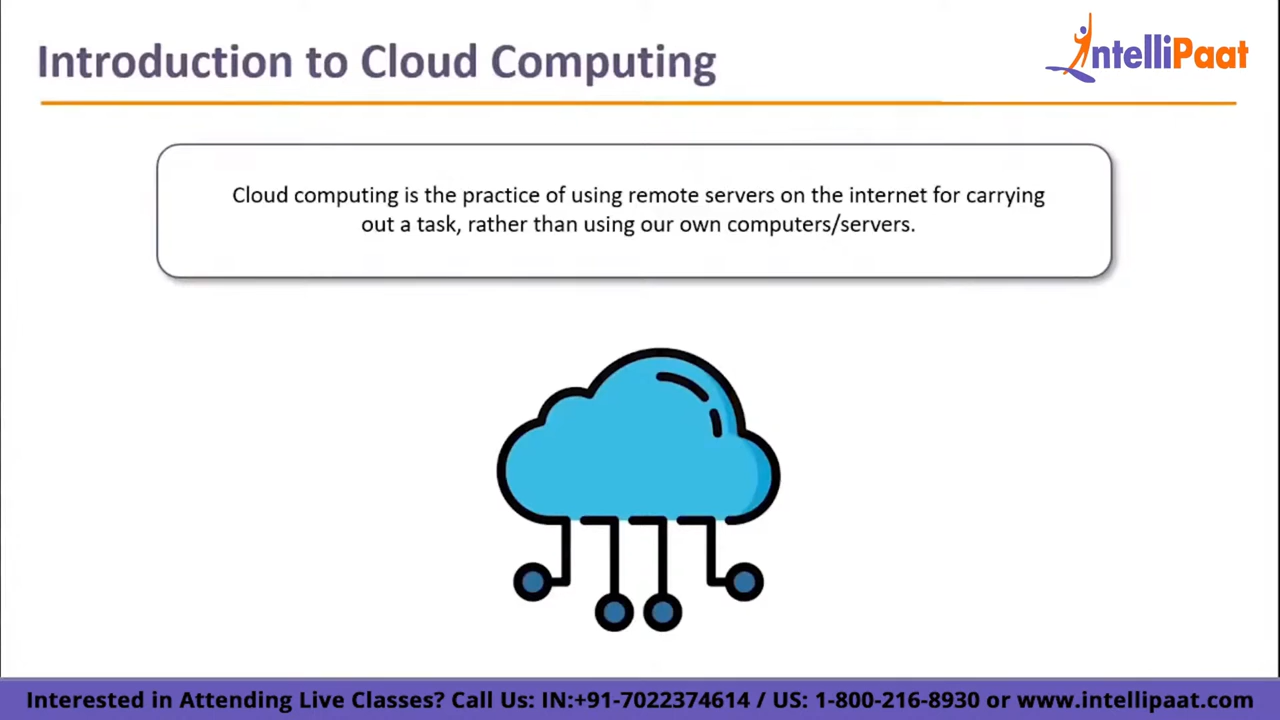 Introduction to Cloud Computing
IntelliPaat
Cloud computing is the practice of using remote servers on the internet for carrying
out a task, rather than using our own computers/servers.
Interested in Attending Live Classes? Call Us: IN:+91-7022374614 / US: 1-800-216-8930 or www.intellipaat.com